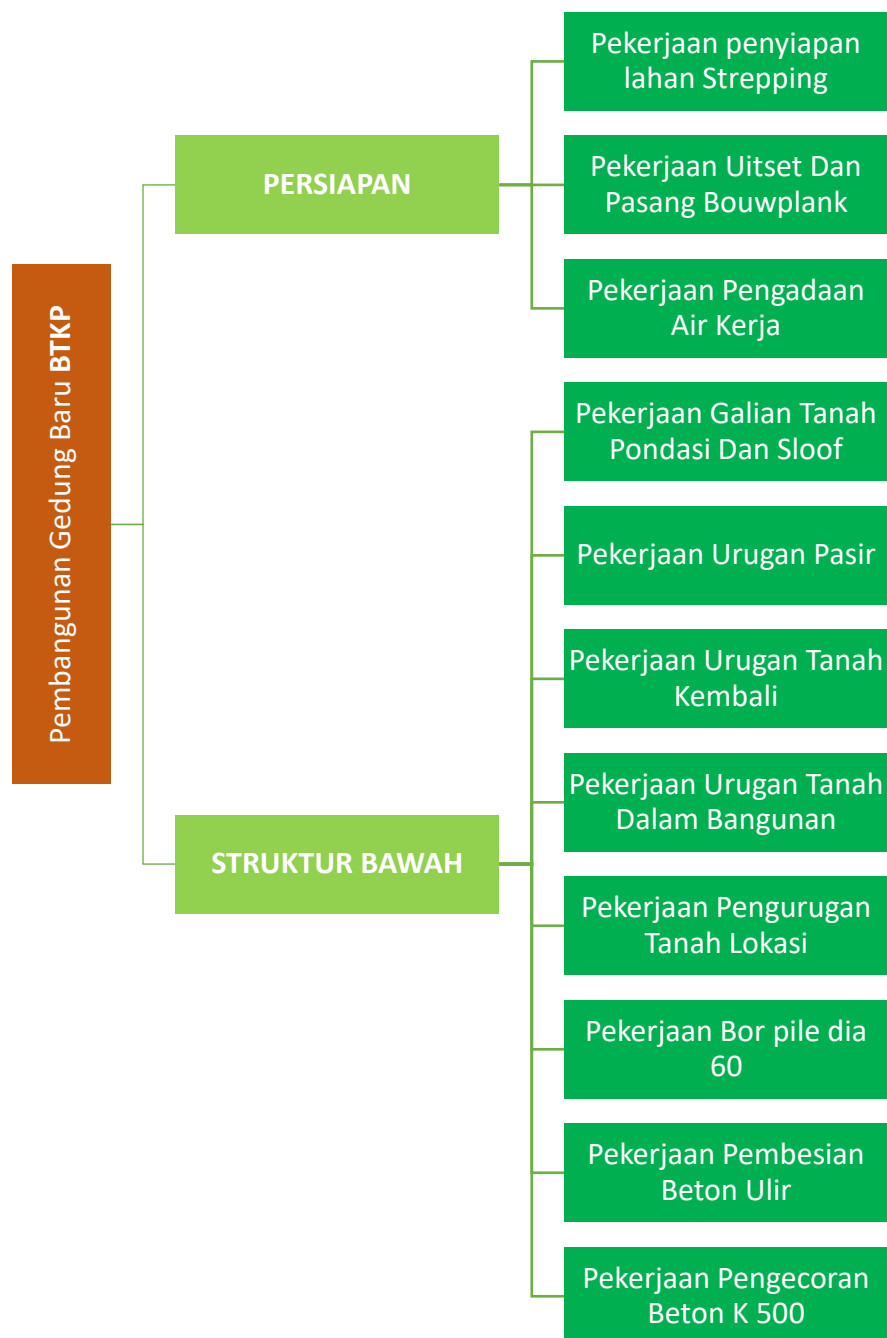 Pembangunan Gedung Baru BTKP
PERSIAPAN
Pekerjaan penyiapan
lahan Strepping
Pekerjaan Uitset Dan
Pasang Bouwplank
Pekerjaan Pengadaan
Air Kerja
STRUKTUR BAWAH
Pekerjaan Galian Tanah
Pondasi Dan Sloof
Pekerjaan Urugan Pasir
Pekerjaan Urugan Tanah
Kembali
Pekerjaan Urugan Tanah
Dalam Bangunan
Pekerjaan Pengurugan
Tanah Lokasi
Pekerjaan Bor pile dia
60
Pekerjaan Pembesian
Beton Ulir
Pekerjaan Pengecoran
Beton K 500